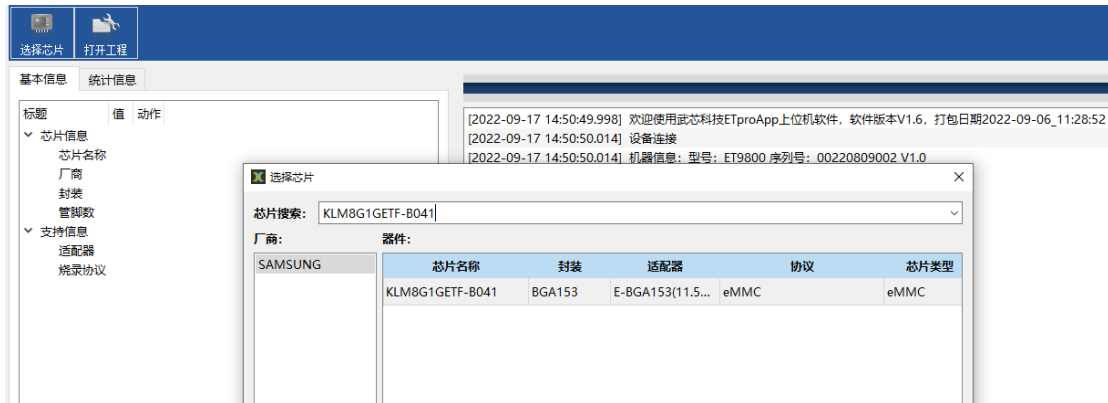 选择芯片 打开工程
基本信息 统计信息
标题 值 动作
芯片信息
芯片名称
厂商
封装
管脚数
支持信息
适配器
烧录协议
[2022-09-17 14:50:49.998] 欢迎使用武芯科技ETproApp上位机软件，软件版本V1.6，打包日期2022-09-06_11:28:52
[2022-09-17 14:50:50.014] 设备连接
[2022-09-17 14:50:50.014] 机器信息：型号：ET9800 序列号：00220809002 V1.0
选择芯片
芯片搜索： KLM8G1GETF-B041
厂商： 器件：
SAMSUNG
芯片名称 封装 适配器 协议 芯片类型
KLM8G1GETF-B041 BGA153 E-BGA153(11.5... eMMC eMMC